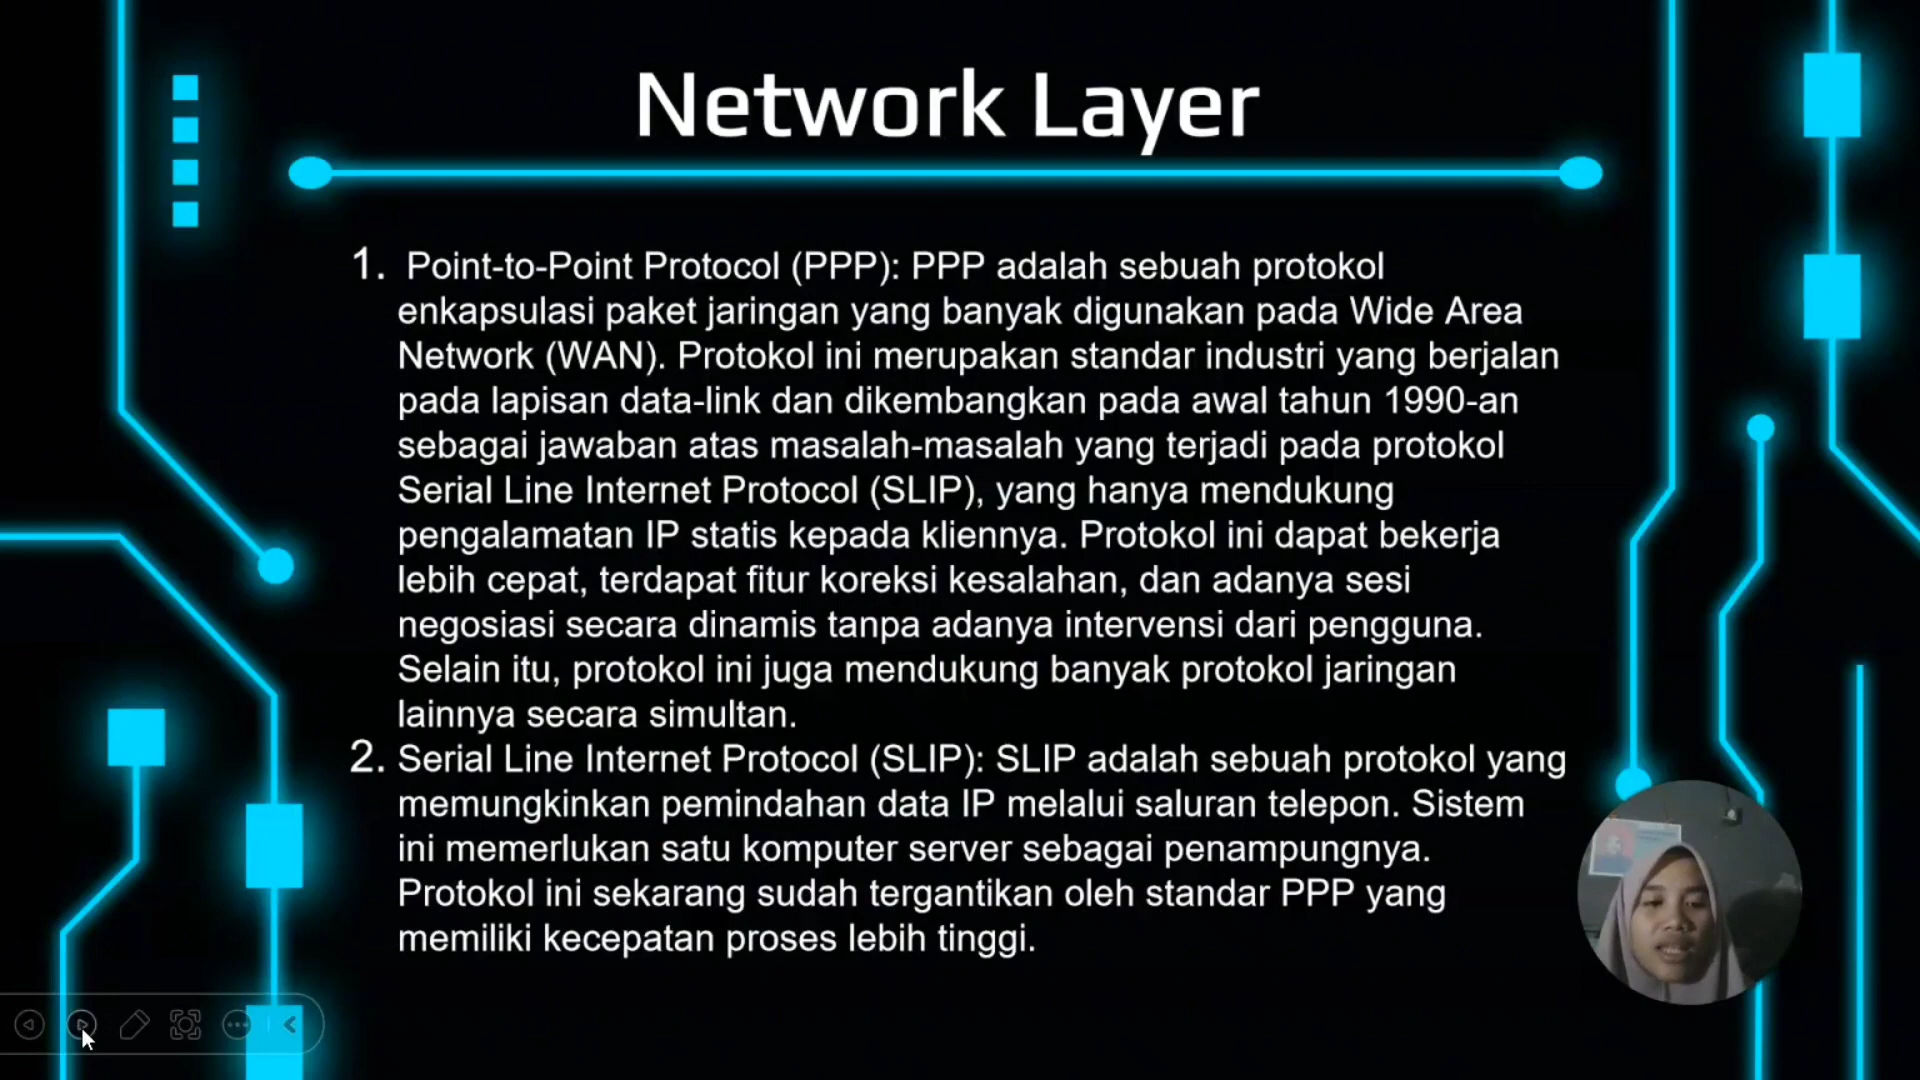 Network Layer
1. Point-to-Point Protocol (PPP): PPP adalah sebuah protokol
enkapsulasi paket jaringan yang banyak digunakan pada Wide Area
Network (WAN). Protokol ini merupakan standar industri yang berjalan
pada lapisan data-link dan dikembangkan pada awal tahun 1990-an
sebagai jawaban atas masalah-masalah yang terjadi pada protokol
Serial Line Internet Protocol (SLIP), yang hanya mendukung
pengalamatan IP statis kepada kliennya. Protokol ini dapat bekerja
lebih cepat, terdapat fitur koreksi kesalahan, dan adanya sesi
negosiasi secara dinamis tanpa adanya intervensi dari pengguna.
Selain itu, protokol ini juga mendukung banyak protokol jaringan
lainnya secara simultan.
2. Serial Line Internet Protocol (SLIP): SLIP adalah sebuah protokol yang
memungkinkan pemindahan data IP melalui saluran telepon. Sistem
ini memerlukan satu komputer server sebagai penampungnya.
Protokol ini sekarang sudah tergantikan oleh standar PPP yang
memiliki kecepatan proses lebih tinggi.